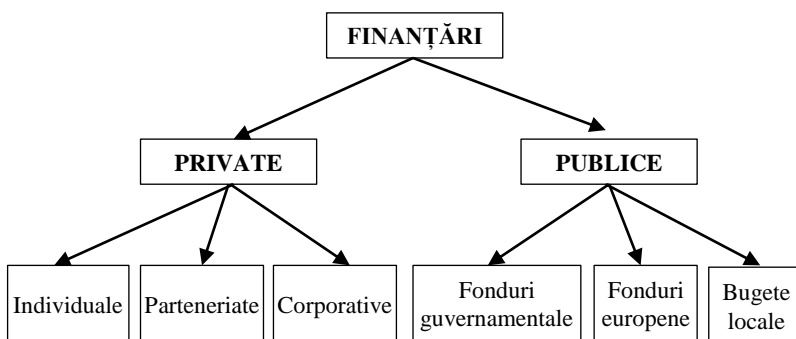 FINANȚĂRI
PRIVATE
PUBLICE
Individuale
Parteneriate
Corporative
Fonduri
guvernamentale
Fonduri
europene
Bugete
locale